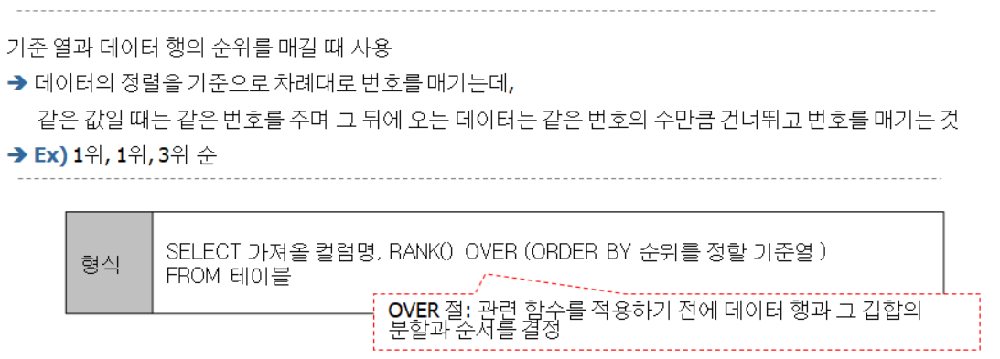 기준 열과 데이터 행의 순위를 매길 때 사용
➔ 데이터의 정렬을 기준으로 차례대로 번호를 매기는데,
같은 값일 때는 같은 번호를 주며 그 뒤에 오는 데이터는 같은 번호의 수만큼 건너뛰고 번호를 매기는 것
➔ Ex) 1위, 1위, 3위 순
형식
SELECT 가져올 컬럼명, RANK() OVER (ORDER BY 순위를 정할 기준열 )
FROM 테이블
OVER 절: 관련 함수를 적용하기 전에 데이터 행과 그 깁합의
분할과 순서를 결정